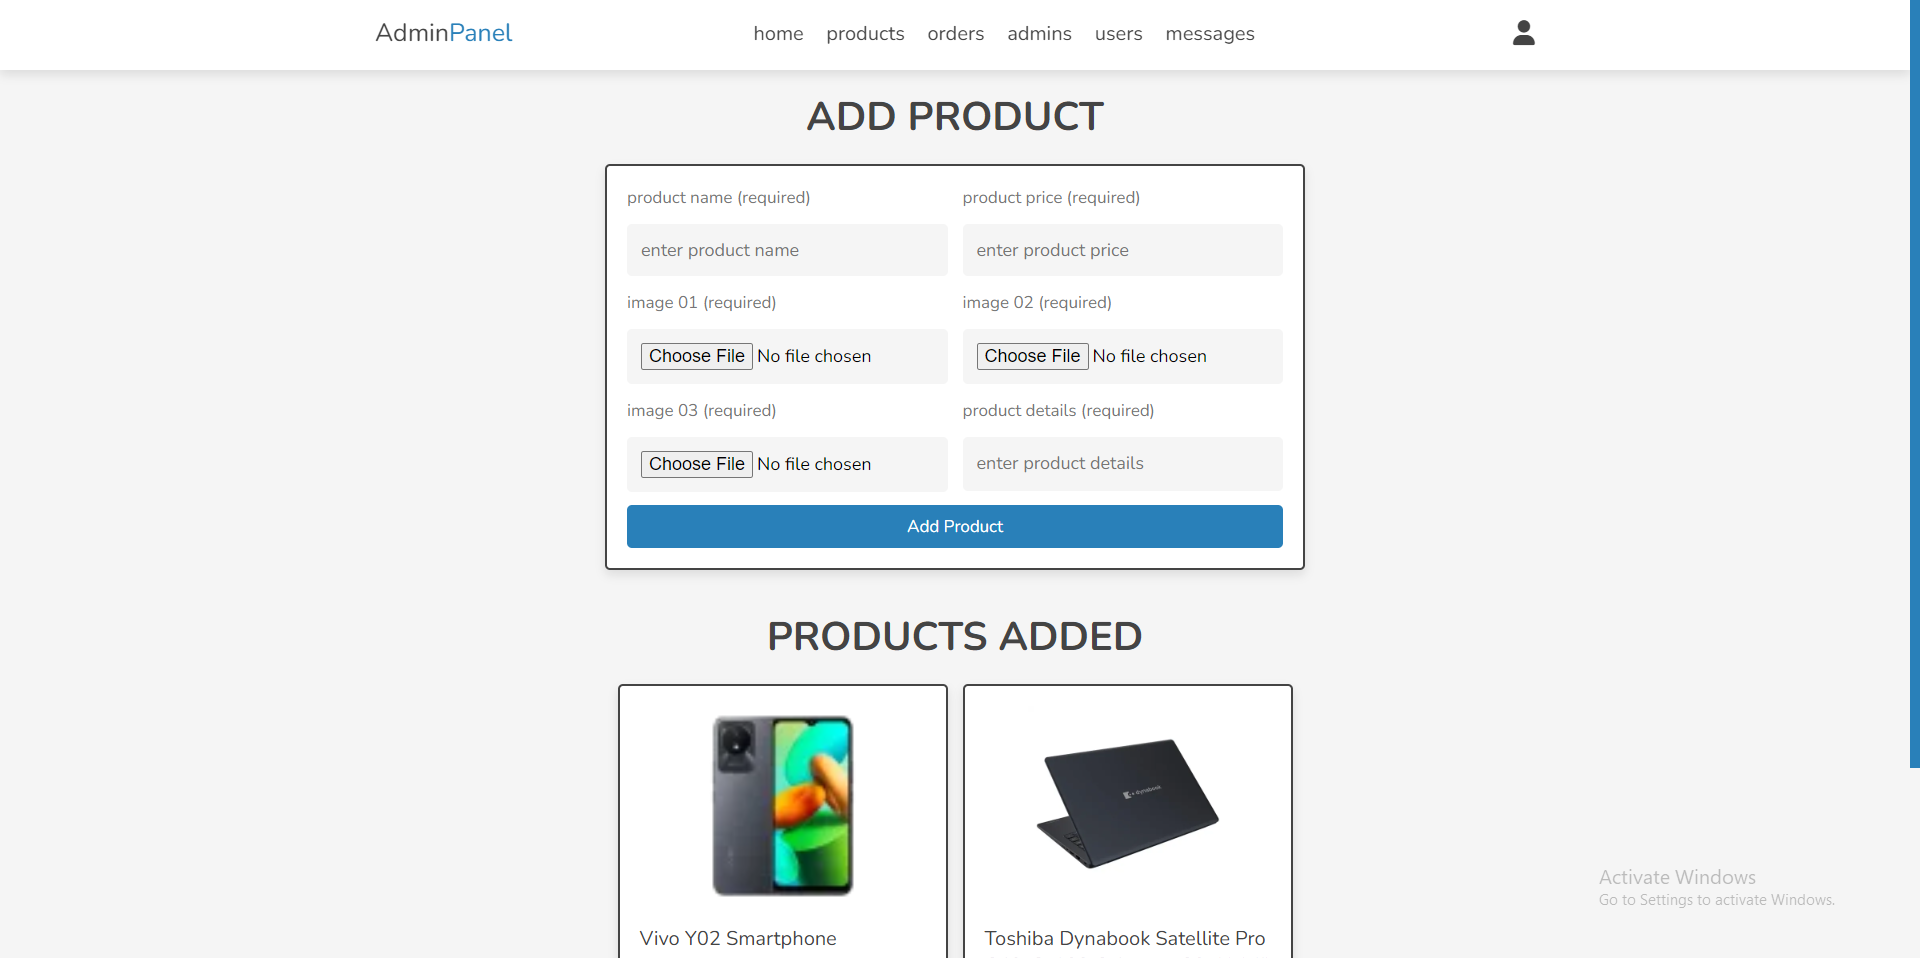 AdminPanel
home products orders admins users messages
ADD PRODUCT
product name (required) product price (required)
enter product name enter product price
image 01 (required) image 02 (required)
Choose File No file chosen Choose File No file chosen
image 03 (required) product details (required)
Choose File No file chosen enter product details
Add Product
PRODUCTS ADDED
dynabook
Vivo Y02 Smartphone Toshiba Dynabook Satellite Pro
Activate Windows
Go to Settings to activate Windows.